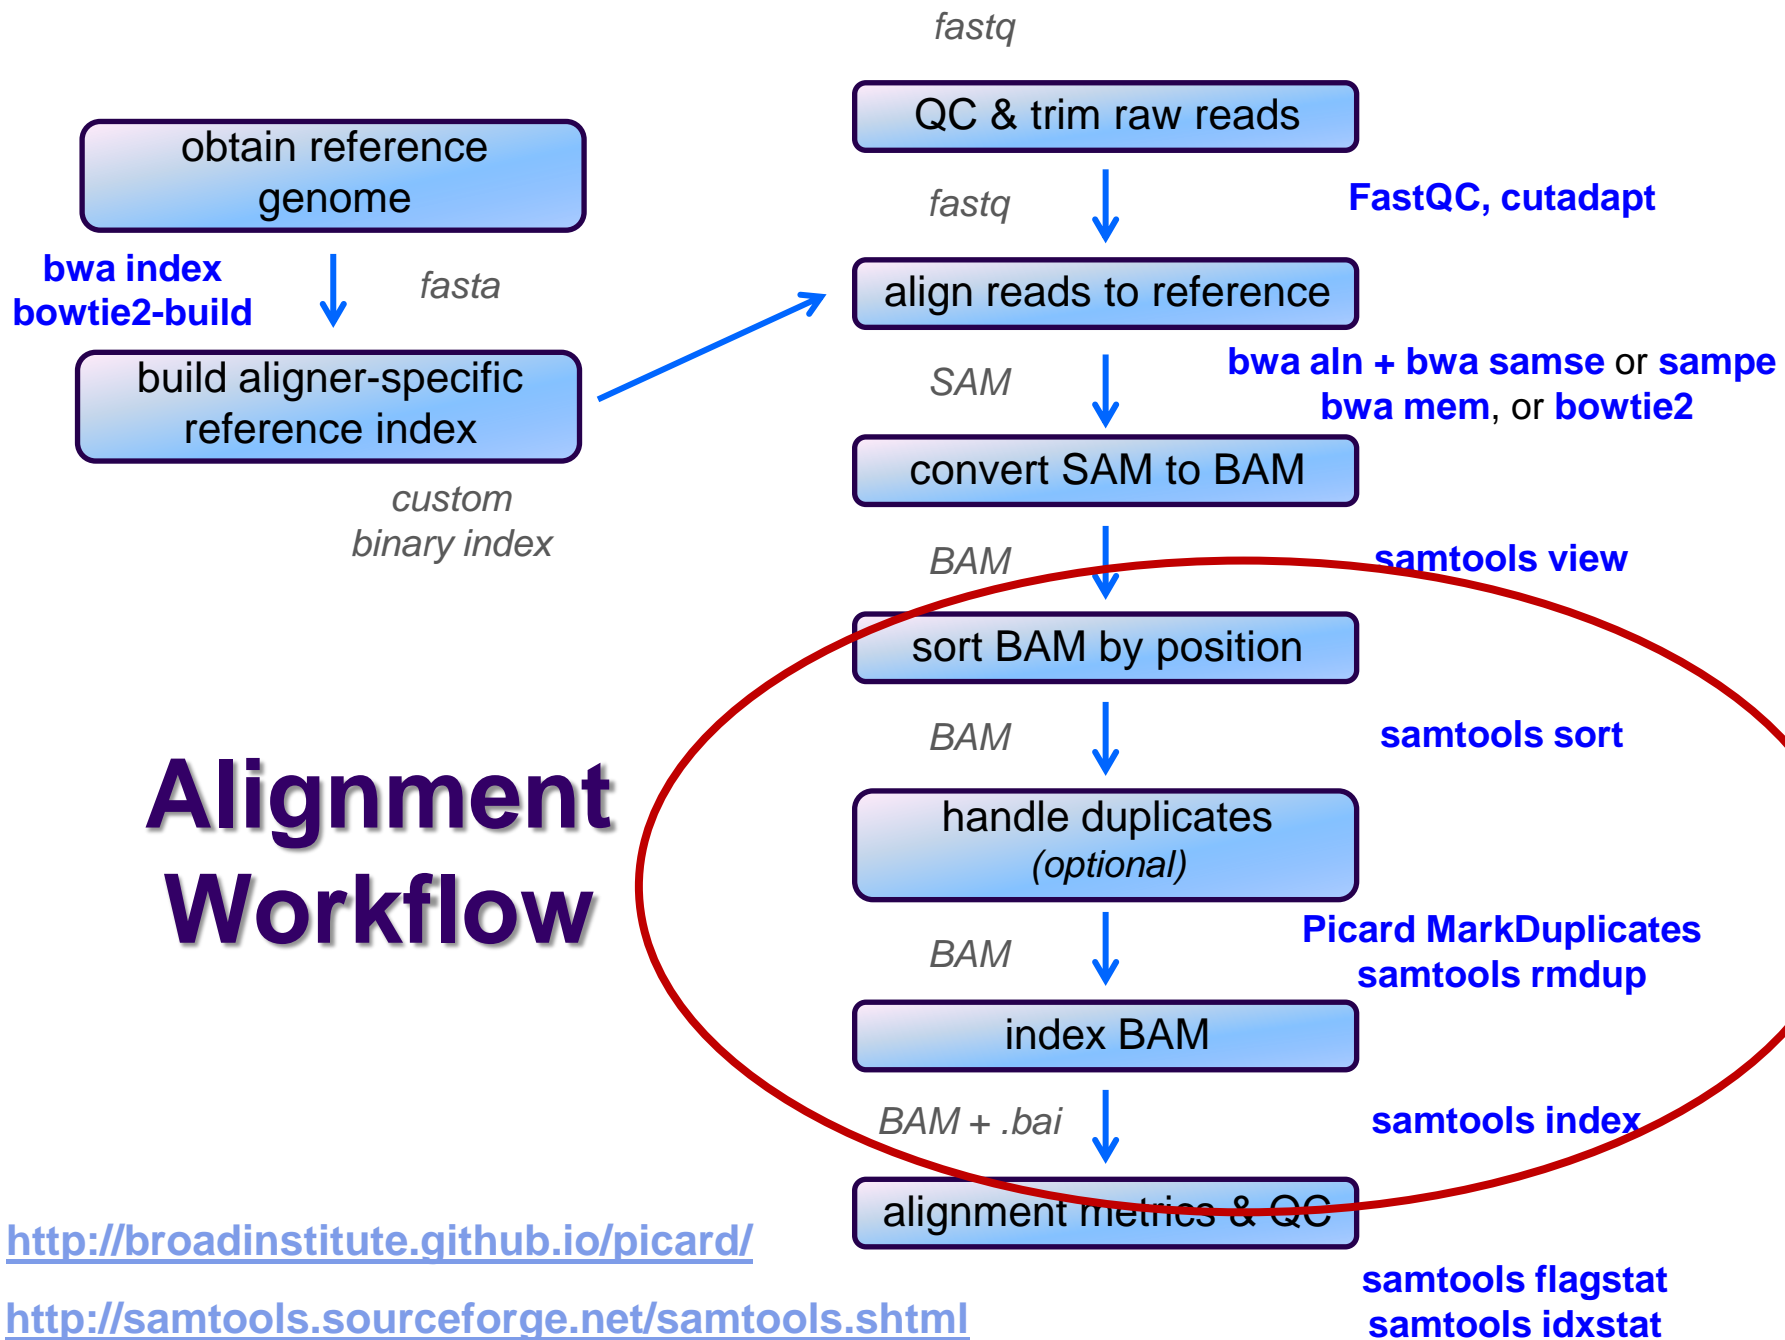 fastq
QC & trim raw reads
obtain reference
genome
fastq
FastQC, cutadapt
bwa index
bowtie2-build
fasta
align reads to reference
build aligner-specific
reference index
SAM
bwa aln + bwa samse or sampe
bwa mem, or bowtie2
convert SAM to BAM
custom
binary index
BAM
samtools view
sort BAM by position
BAM
samtools sort
Alignment
Workflow
handle duplicates
(optional)
BAM
Picard MarkDuplicates
samtools rmdup
index BAM
BAM + .bai
samtools index
alignment metrics & QC
http://broadinstitute.github.io/picard/
samtools flagstat
samtools idxstat
http://samtools.sourceforge.net/samtools.shtml